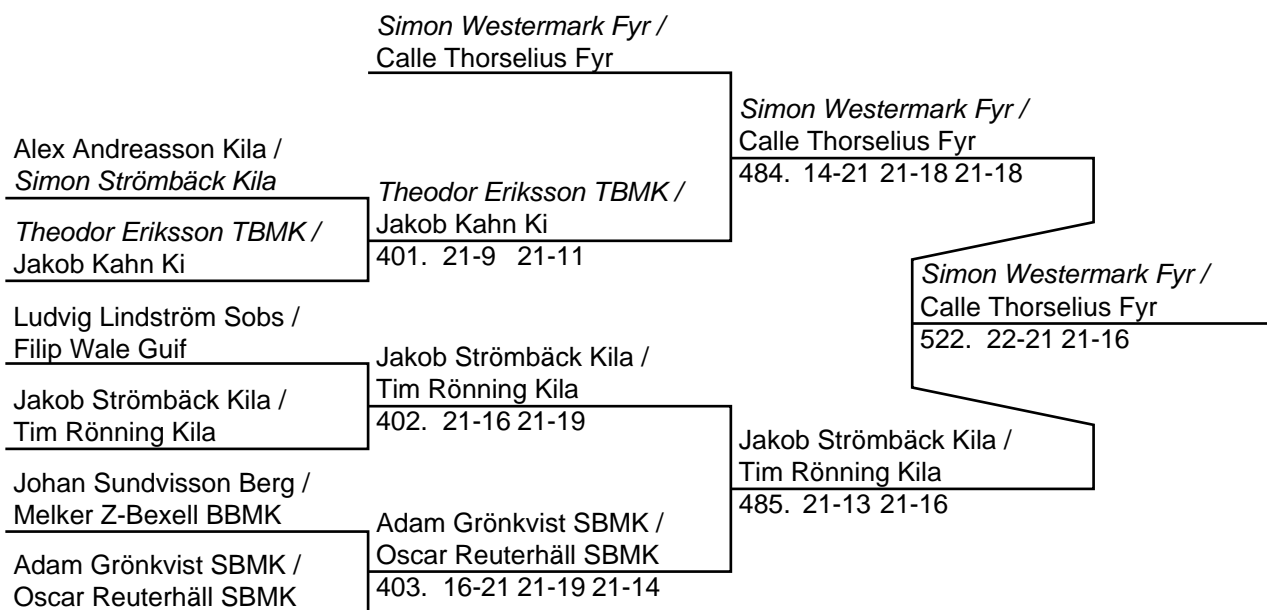 Simon Westermark Fyr /
Calle Thorselius Fyr
Simon Westermark Fyr /
Calle Thorselius Fyr
484. 14-21 21-18 21-18
Alex Andreasson Kila /
Simon Strömbäck Kila
Theodor Eriksson TBMK /
Jakob Kahn Ki
401. 21-9 21-11
Theodor Eriksson TBMK /
Jakob Kahn Ki
Simon Westermark Fyr /
Calle Thorselius Fyr
522. 22-21 21-16
Ludvig Lindström Sobs /
Filip Wale Guif
Jakob Strömbäck Kila /
Tim Rönning Kila
402. 21-16 21-19
Jakob Strömbäck Kila /
Tim Rönning Kila
Jakob Strömbäck Kila /
Tim Rönning Kila
485. 21-13 21-16
Johan Sundvisson Berg /
Melker Z-Bexell BBMK
Adam Grönkvist SBMK /
Oscar Reuterhäll SBMK
403. 16-21 21-19 21-14
Adam Grönkvist SBMK /
Oscar Reuterhäll SBMK